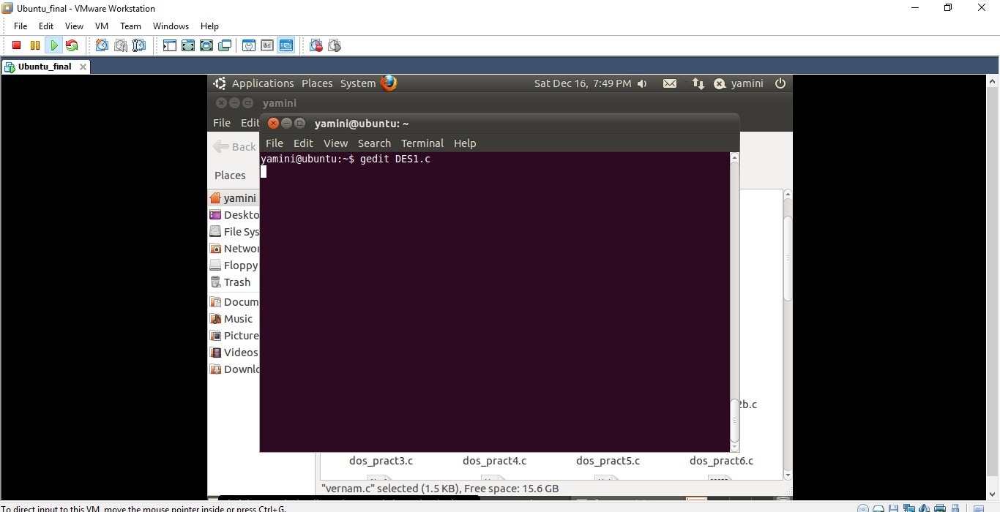 Ubuntu_final - VMware Workstation
File Edit View VM Team Windows Help
Ubuntu_final
Applications Places System Sat Dec 16, 7:49 PM yamini
yamini
File Edit
yamini@ubuntu: ~
File Edit View Search Terminal Help
Back
yamini@ubuntu:~$ gedit DES1.c
Places
yamini
Deskto
File Sys
Networ
Floppy
Trash
Docum
Music
Picture
Videos
Downlo
2b.c
dos_pract3.c dos_pract4.c dos_pract5.c dos_pract6.c
"vernam.c" selected (1.5 KB), Free space: 15.6 GB
To direct input to this VM, move the mouse pointer inside or press Ctrl+G.